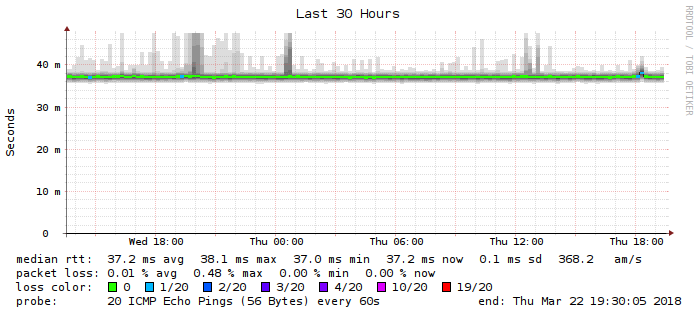 Last 30 Hours
RRDTOOL / TOBI OETIKER
Seconds
40 m
30 m
20 m
10 m
0
Wed 18:00 Thu 00:00 Thu 06:00 Thu 12:00 Thu 18:00
median rtt: 37.2 ms avg 38.1 ms max 37.0 ms min 37.2 ms now 0.1 ms sd 368.2 am/s
packet loss: 0.01 % avg 0.48 % max 0.00 % min 0.00 % now
loss color: 0 1/20 2/20 3/20 4/20 10/20 19/20
probe: 20 ICMP Echo Pings (56 Bytes) every 60s end: Thu Mar 22 19:30:05 2018